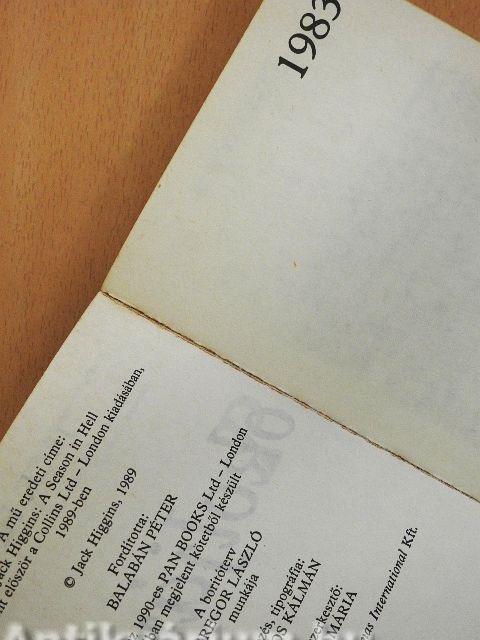 1983
A mű eredeti címe:
Jack Higgins: A Season in Hell
először a Collins Ltd – London kiadásában,
1989-ben
© Jack Higgins, 1989
Fordította:
BALABÁN PÉTER
1990-es PAN BOOKS Ltd – London
megjelent kötetből készült
A borítóterv
GREGOR LÁSZLÓ
munkája
tipográfia:
KÁLMÁN
MÁRIA
International Kft.